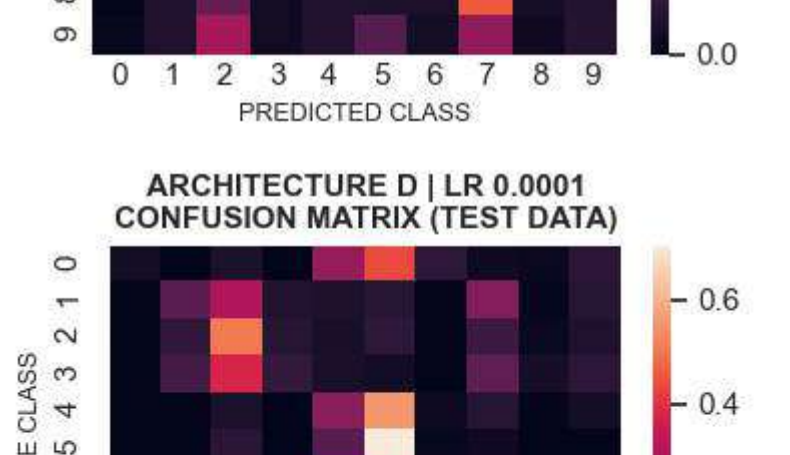 9
0.0
0 1 2 3 4 5 6 7 8 9
PREDICTED CLASS
ARCHITECTURE D | LR 0.0001
CONFUSION MATRIX (TEST DATA)
0
1
0.6
2
3
4
0.4
5
E CLASS